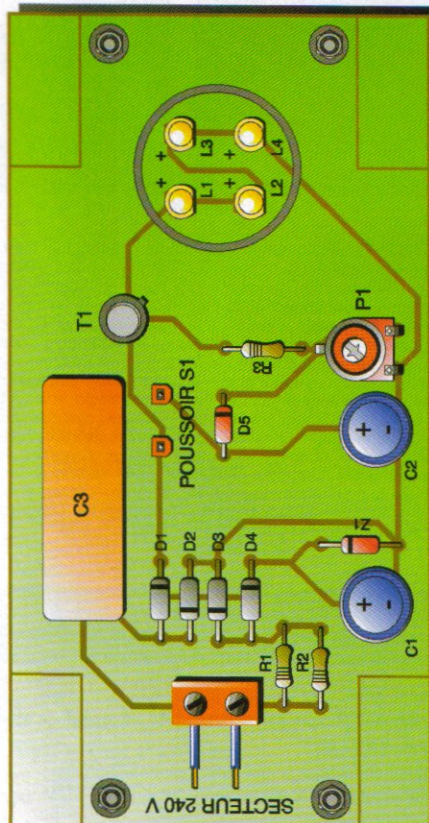 L3
L4
+
+
L1
L2
+
+
T1
P1
R3
POUSSOIR S1
D5
C3
+
-
C2
D1
D2
D3
D4
Z1
+
-
C1
R1
R2
SECTEUR 240 V